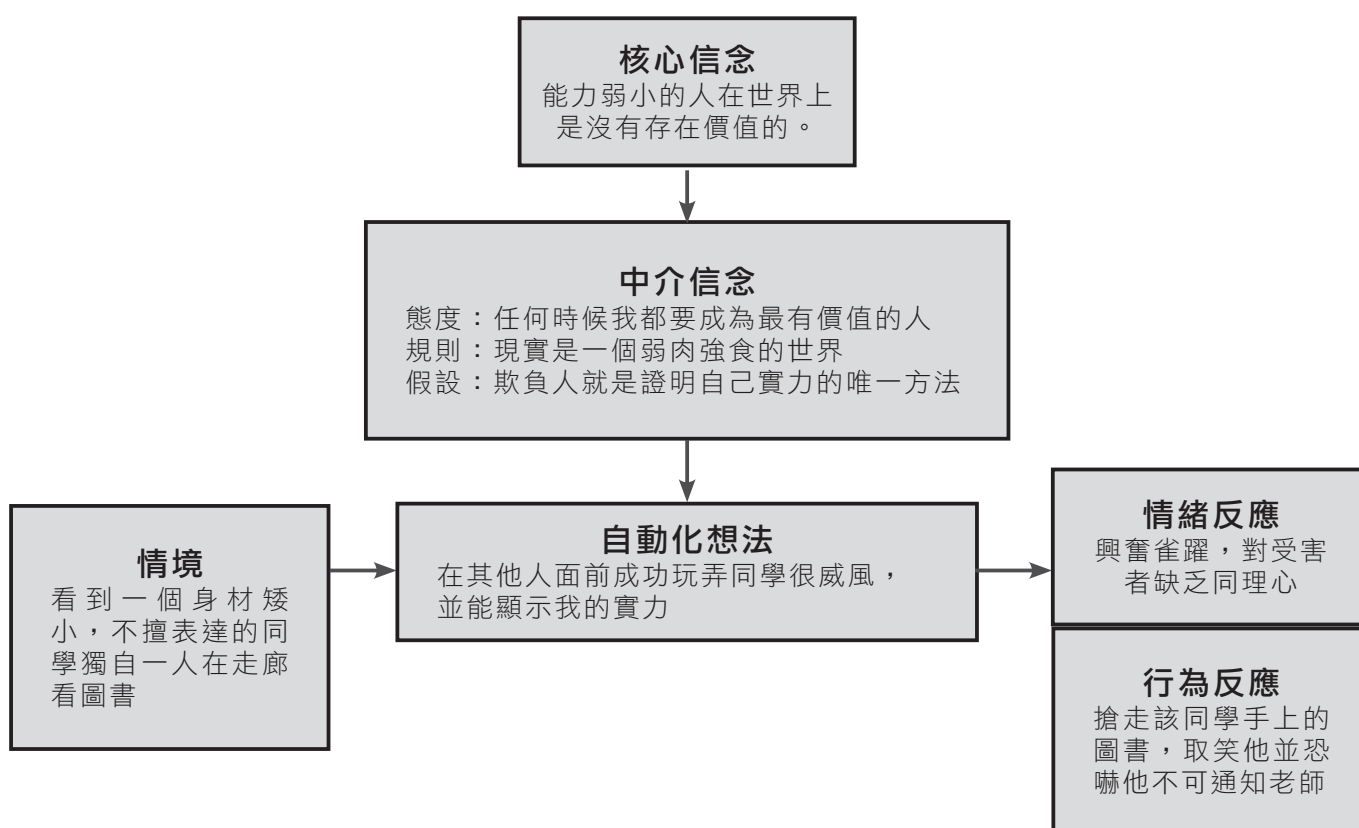 核心信念
能力弱小的人在世界上
是沒有存在價值的。
中介信念
態度：任何時候我都要成為最有價值的人
規則：現實是一個弱肉強食的世界
假設：欺負人就是證明自己實力的唯一方法
情境
看到一個身材矮
小，不擅表達的同
學獨自一人在走廊
看圖書
自動化想法
在其他人面前成功玩弄同學很威風，
並能顯示我的實力
情緒反應
興奮雀躍，對受害
者缺乏同理心
行為反應
搶走該同學手上的
圖書，取笑他並恐
嚇他不可通知老師